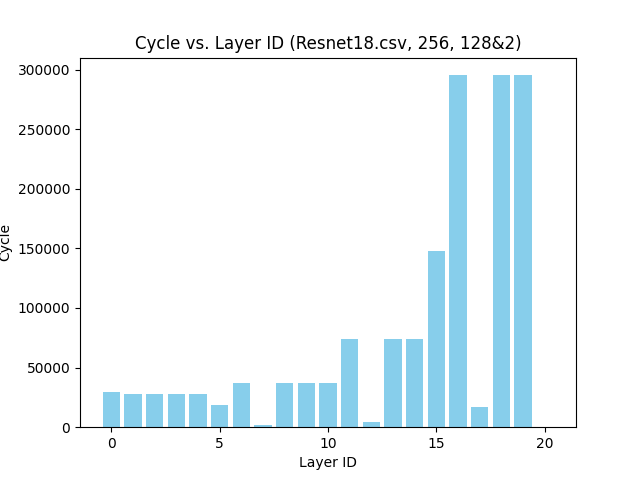 Cycle vs. Layer ID (Resnet18.csv, 256, 128&2)
300000
250000
200000
150000
100000
50000
0
Cycle
0 5 10 15 20
Layer ID